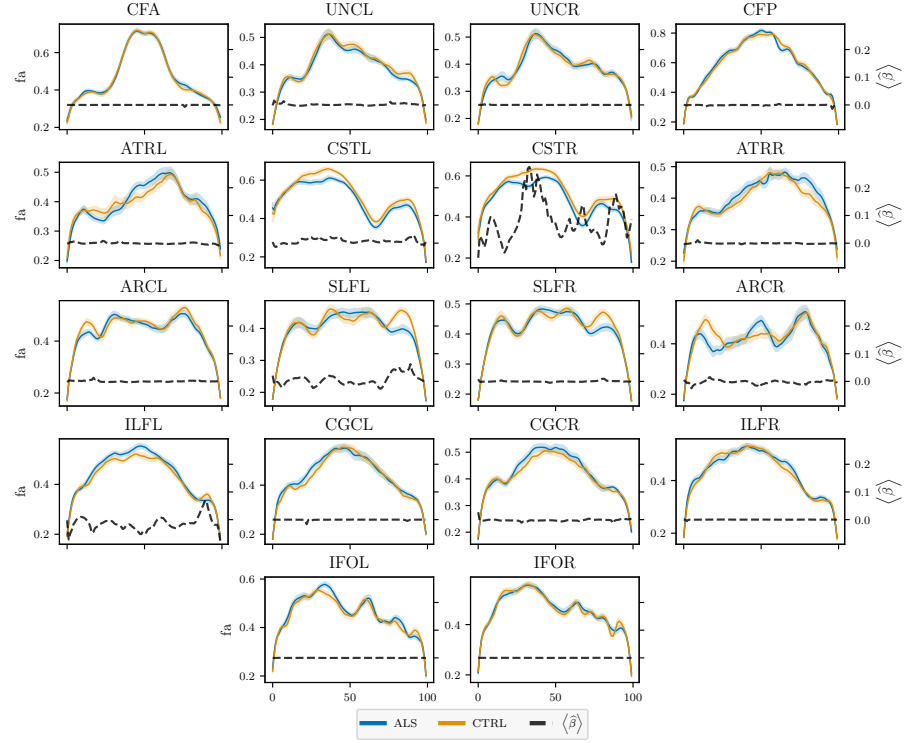 CFA UNCL UNCR CFP
fa 0.6 0.4 0.2
0.4 0.2
0.4 0.2
0.8 0.6 0.4 0.2
0.2 0.1 0.0 ⟨β̂⟩
ATRL CSTL CSTR ATRR
fa 0.5 0.4 0.3 0.2
0.6 0.4 0.2
0.6 0.4 0.2
0.5 0.4 0.3 0.2
0.2 0.1 0.0 ⟨β̂⟩
ARCL SLFL SLFR ARCR
fa 0.4 0.2
0.4 0.3 0.2
0.5 0.4 0.3 0.2
0.4 0.2
0.2 0.1 0.0 ⟨β̂⟩
ILFL CGCL CGCR ILFR
fa 0.4 0.2
0.4 0.2
0.5 0.4 0.3 0.2
0.4 0.2
0.2 0.1 0.0 ⟨β̂⟩
IFOL IFOR
fa 0.6 0.4 0.2
0.4 0.2
0 50 100 0 50 100
ALS CTRL ⟨β̂⟩